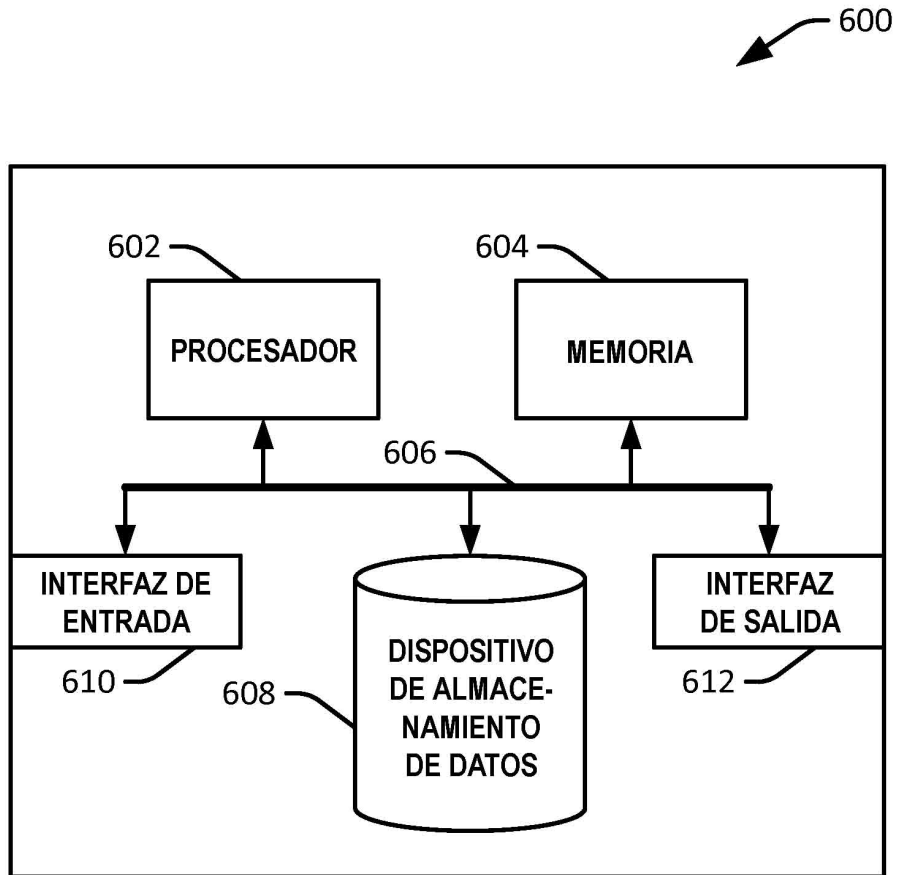 600
602
604
PROCESADOR
MEMORIA
606
INTERFAZ DE
ENTRADA
INTERFAZ
DE SALIDA
610
612
608
DISPOSITIVO
DE ALMACE-
NAMIENTO
DE DATOS